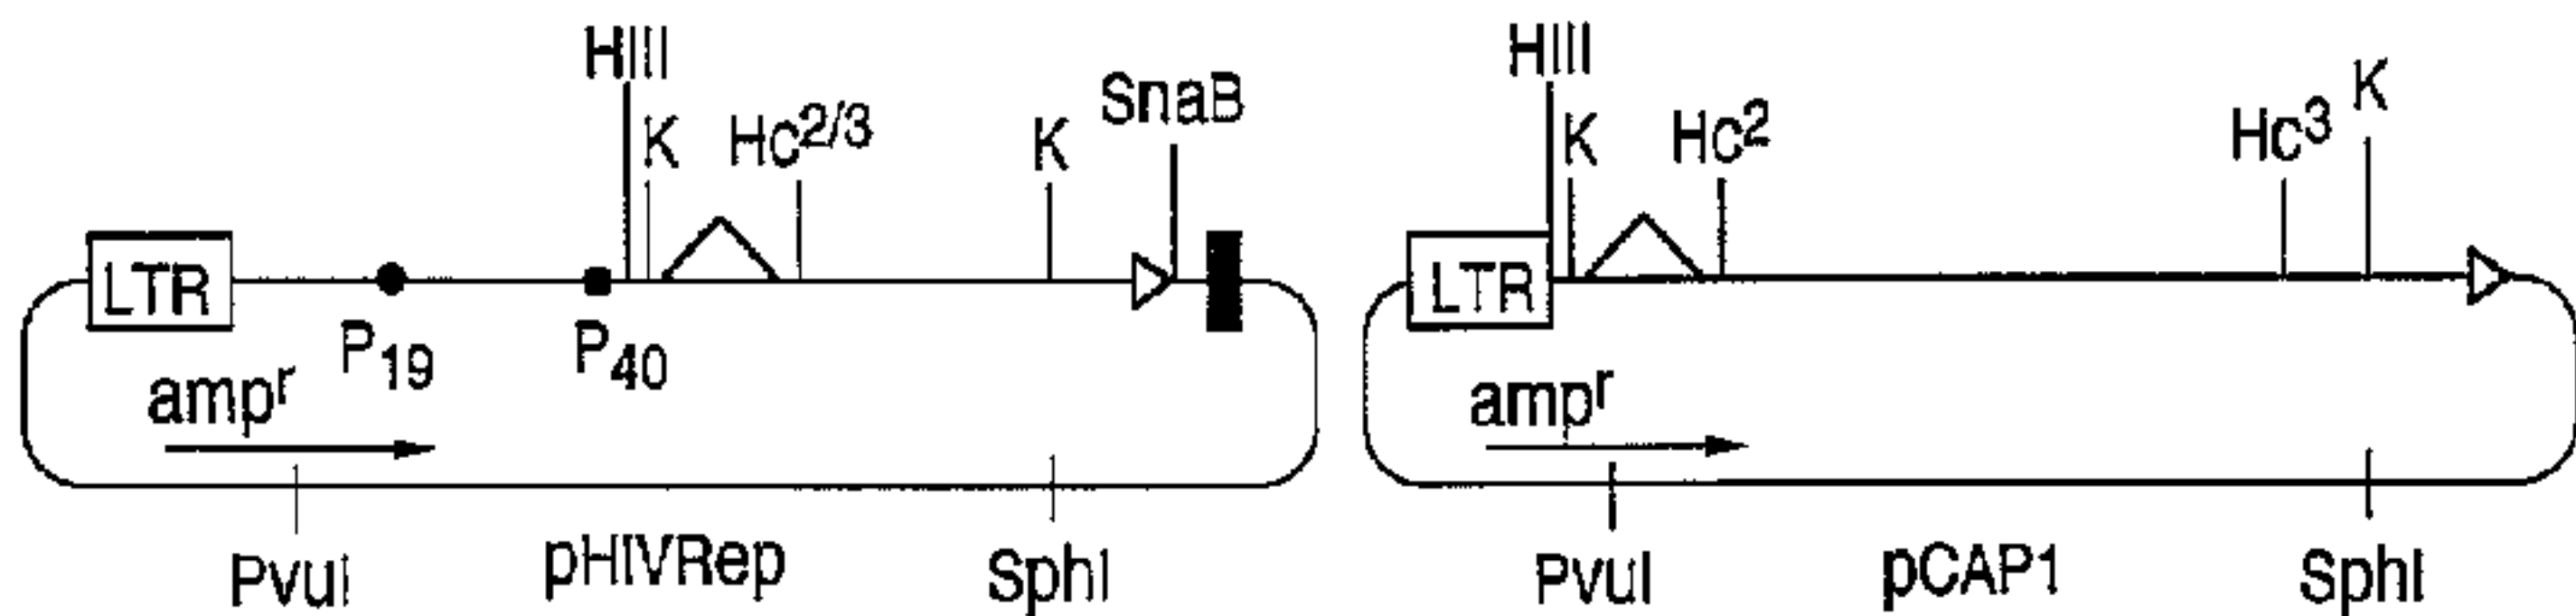 HIII
K
Hc2/3
K
SnaB
LTR
P19
P40
ampr
PvuI
pHIVRep
SphI
HIII
K
Hc2
Hc3
K
LTR
ampr
PvuI
pCAP1
SphI